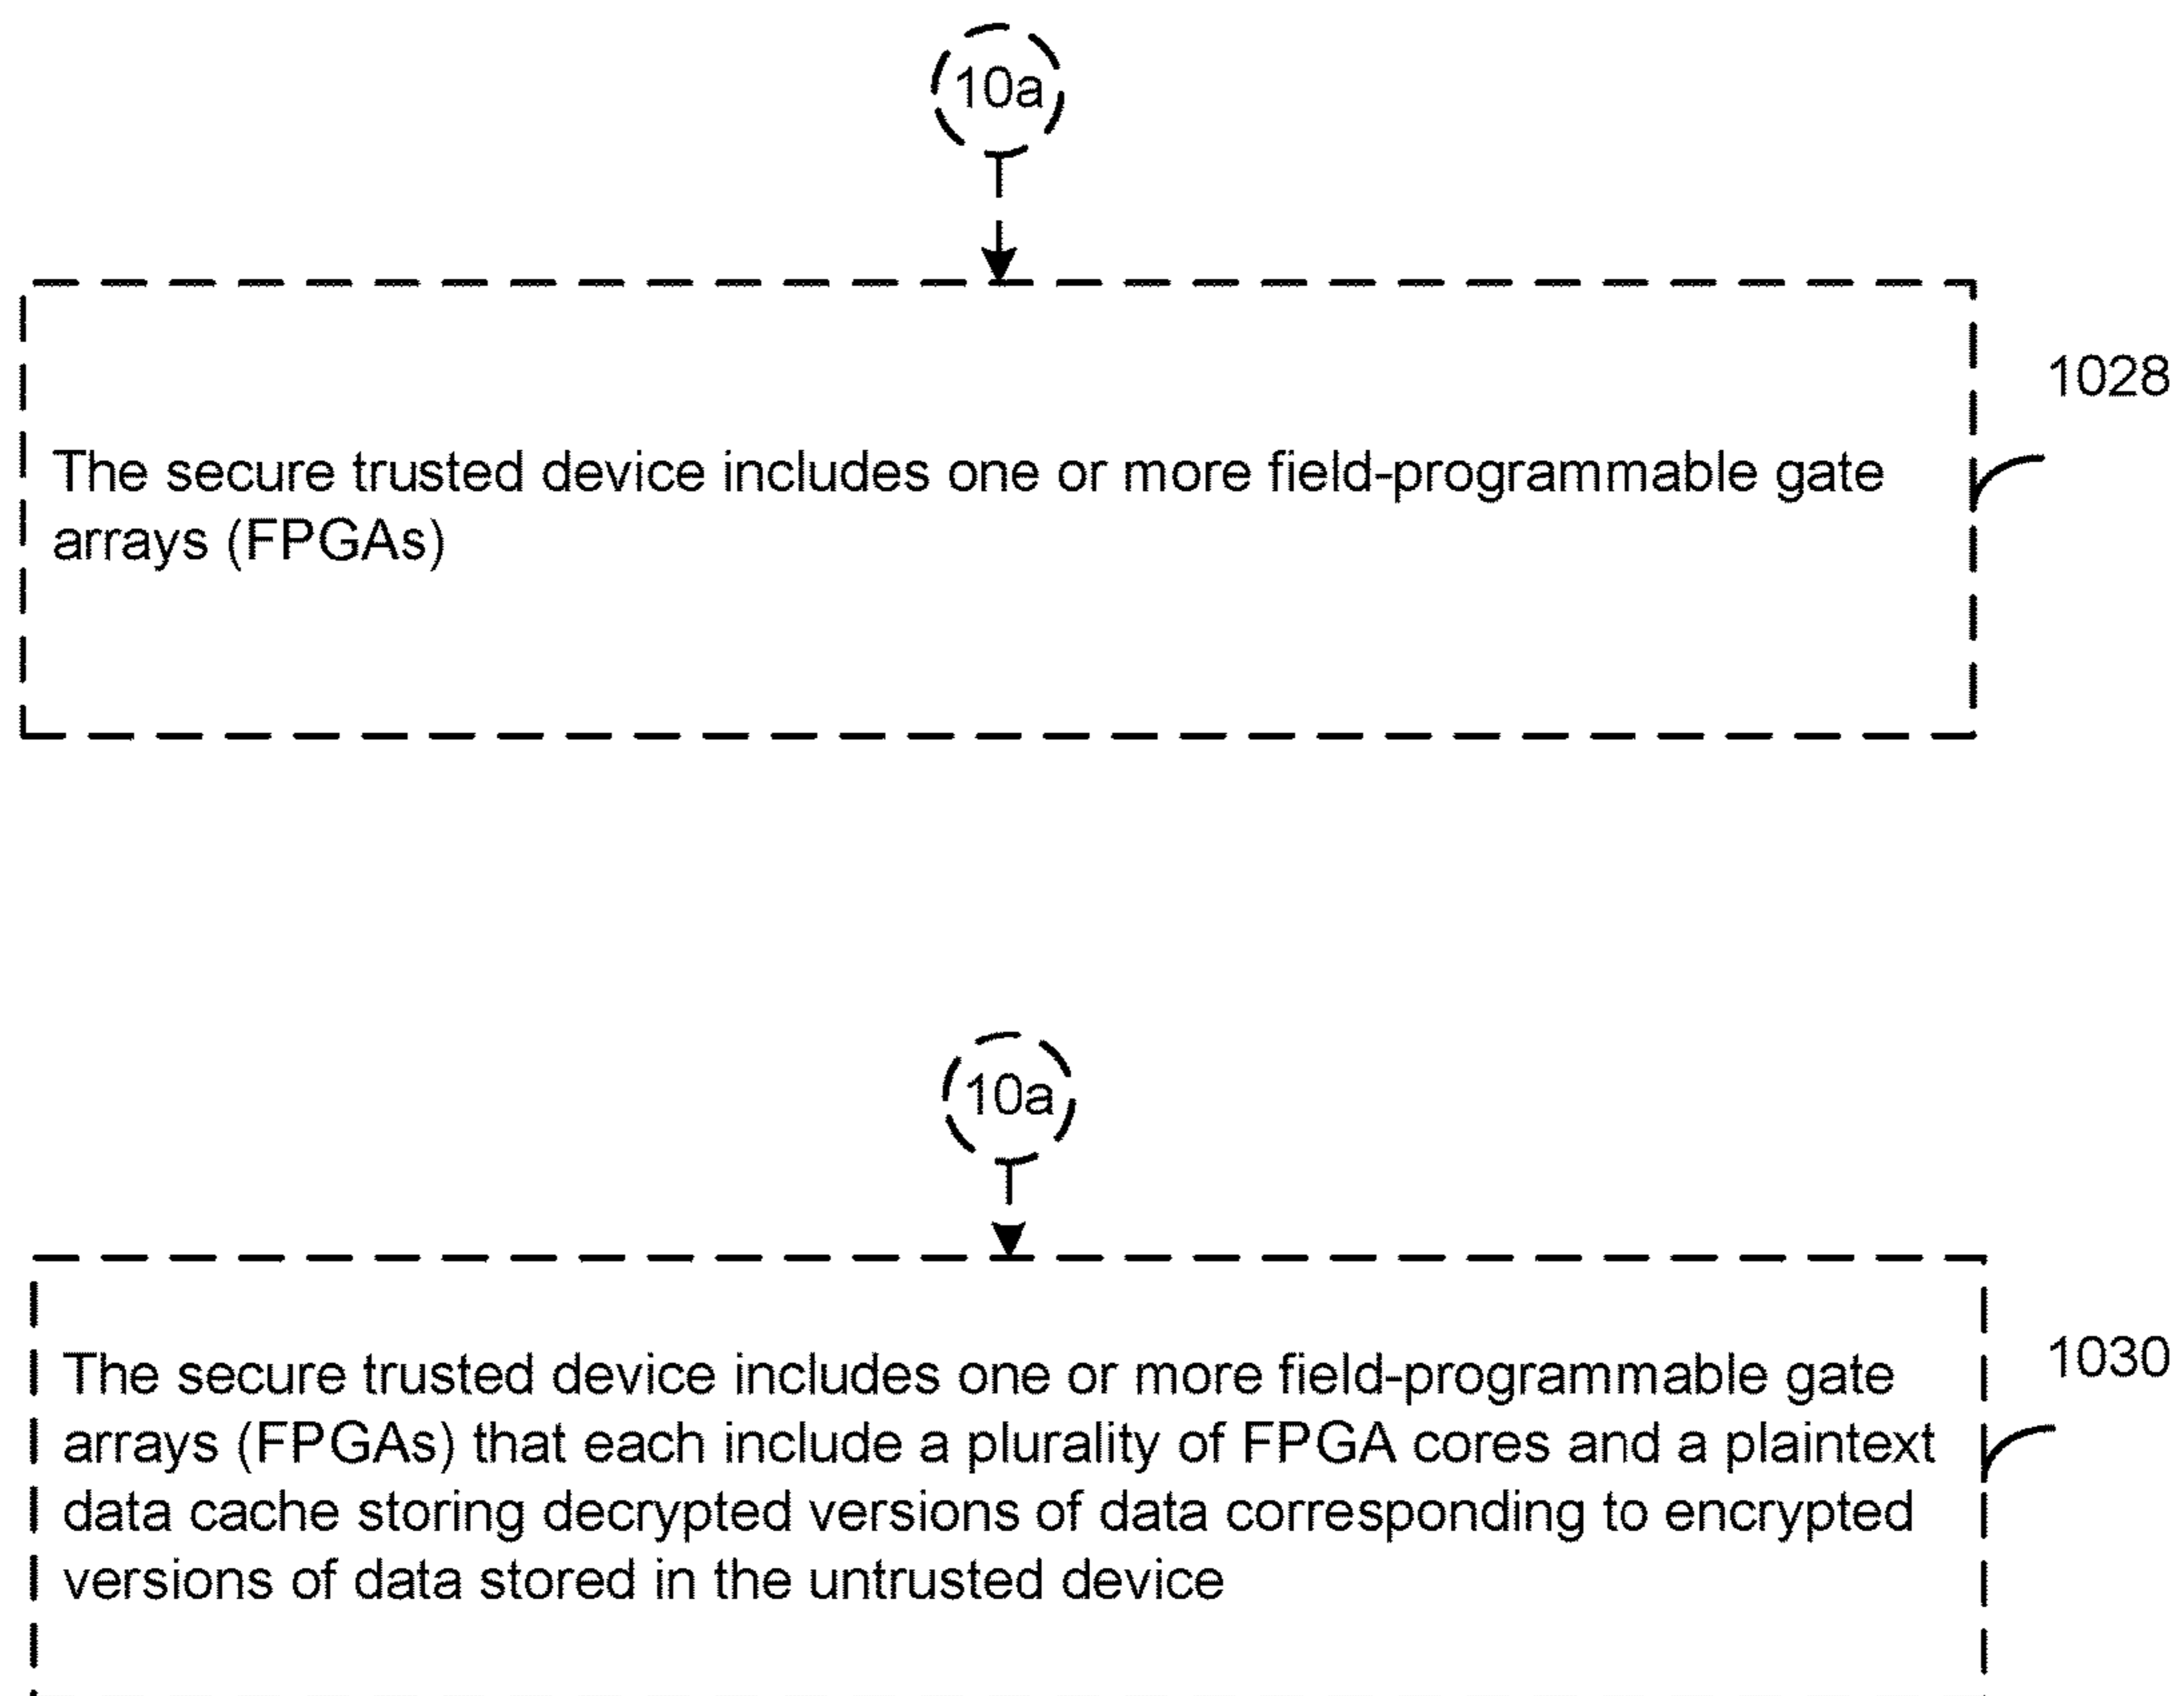 10a
1028
The secure trusted device includes one or more field-programmable gate
arrays (FPGAs)
10a
1030
The secure trusted device includes one or more field-programmable gate
arrays (FPGAs) that each include a plurality of FPGA cores and a plaintext
data cache storing decrypted versions of data corresponding to encrypted
versions of data stored in the untrusted device